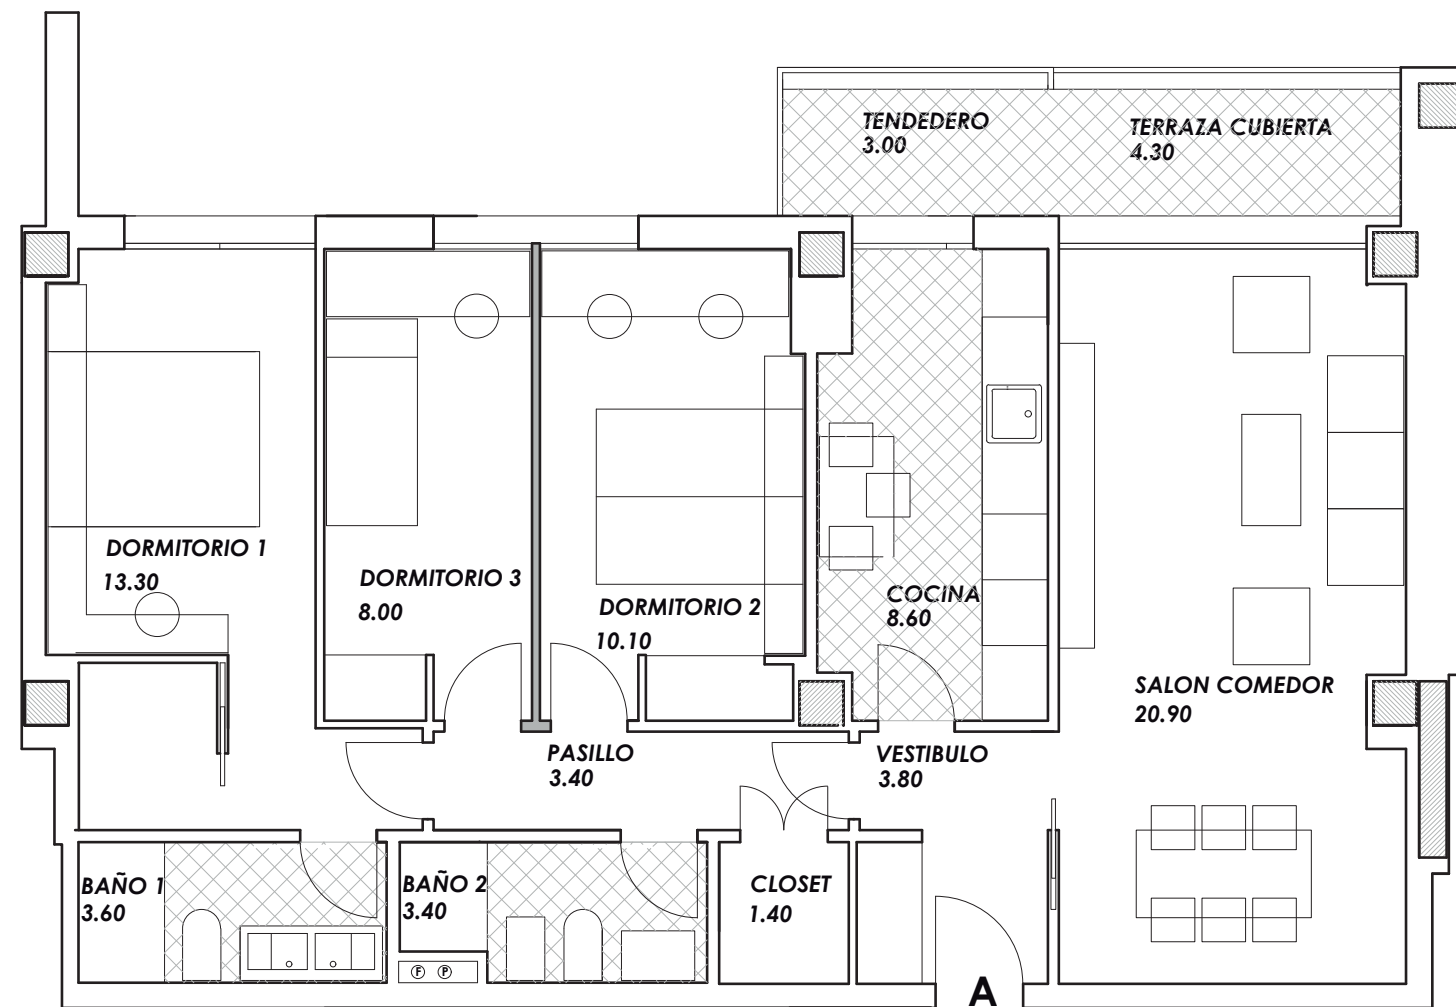 TENDEDERO
3.00
TERRAZA CUBIERTA
4.30
DORMITORIO 1
13.30
DORMITORIO 3
8.00
DORMITORIO 2
10.10
COCINA
8.60
SALON COMEDOR
20.90
PASILLO
3.40
VESTIBULO
3.80
BAÑO 1
3.60
BAÑO 2
3.40
CLOSET
1.40
F P
A